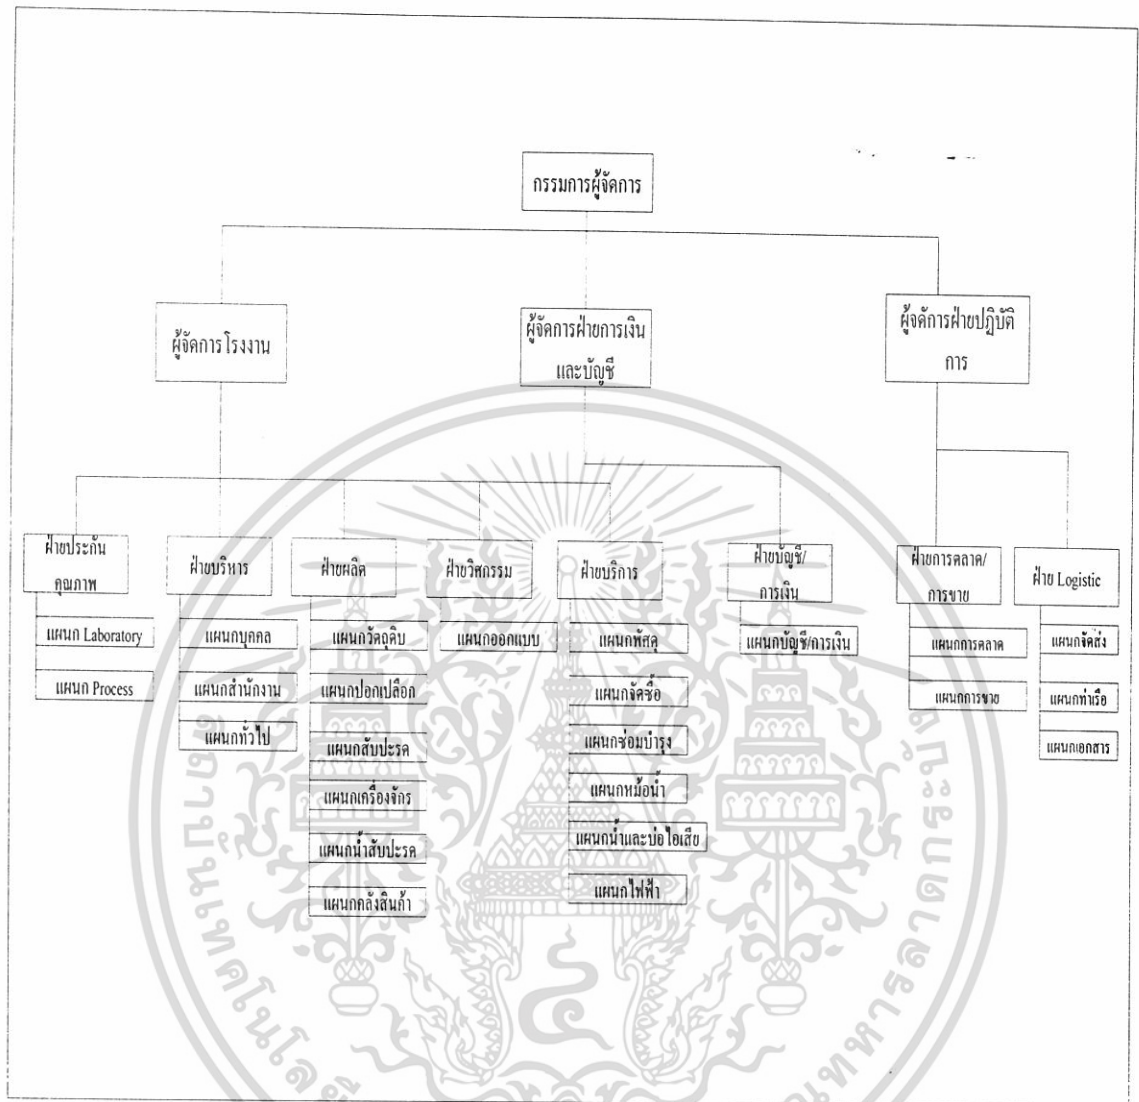 กรรมการผู้จัดการ
ผู้จัดการโรงงาน
ผู้จัดการฝ่ายการเงิน
และบัญชี
ผู้จดัการฝ่ายปฏิบัติ
การ
ฝ่ายประกัน
คุณภาพ
แผนก Laboratory
แผนก Process
ฝ่ายบริหาร
แผนกบุคคล
แผนกสำนักงาน
แผนกทั่วไป
ฝ่ายผลิต
แผนกวัตถุดิบ
แผนกปอกเปลือก
แผนกสับปะรด
แผนกเครื่องจักร
แผนกน้ำสับปะรด
แผนกคลังสินค้า
ฝ่ายวิศกรรม
แผนกออกแบบ
ฝ่ายบริการ
แผนกพัสดุ
แผนกจัดซื้อ
แผนกซ่อมบำรุง
แผนกหม้อน้ำ
แผนกน้ำและบ่อไอเสีย
แผนกไฟฟ้า
ฝ่ายบัญชี/
การเงิน
แผนกบัญชี/การเงิน
ฝ่ายการตลาด/
การขาย
แผนกการตลาด
แผนกการขาย
ฝ่าย Logistic
แผนกจัดส่ง
แผนกท่าเรือ
แผนกเอกสาร